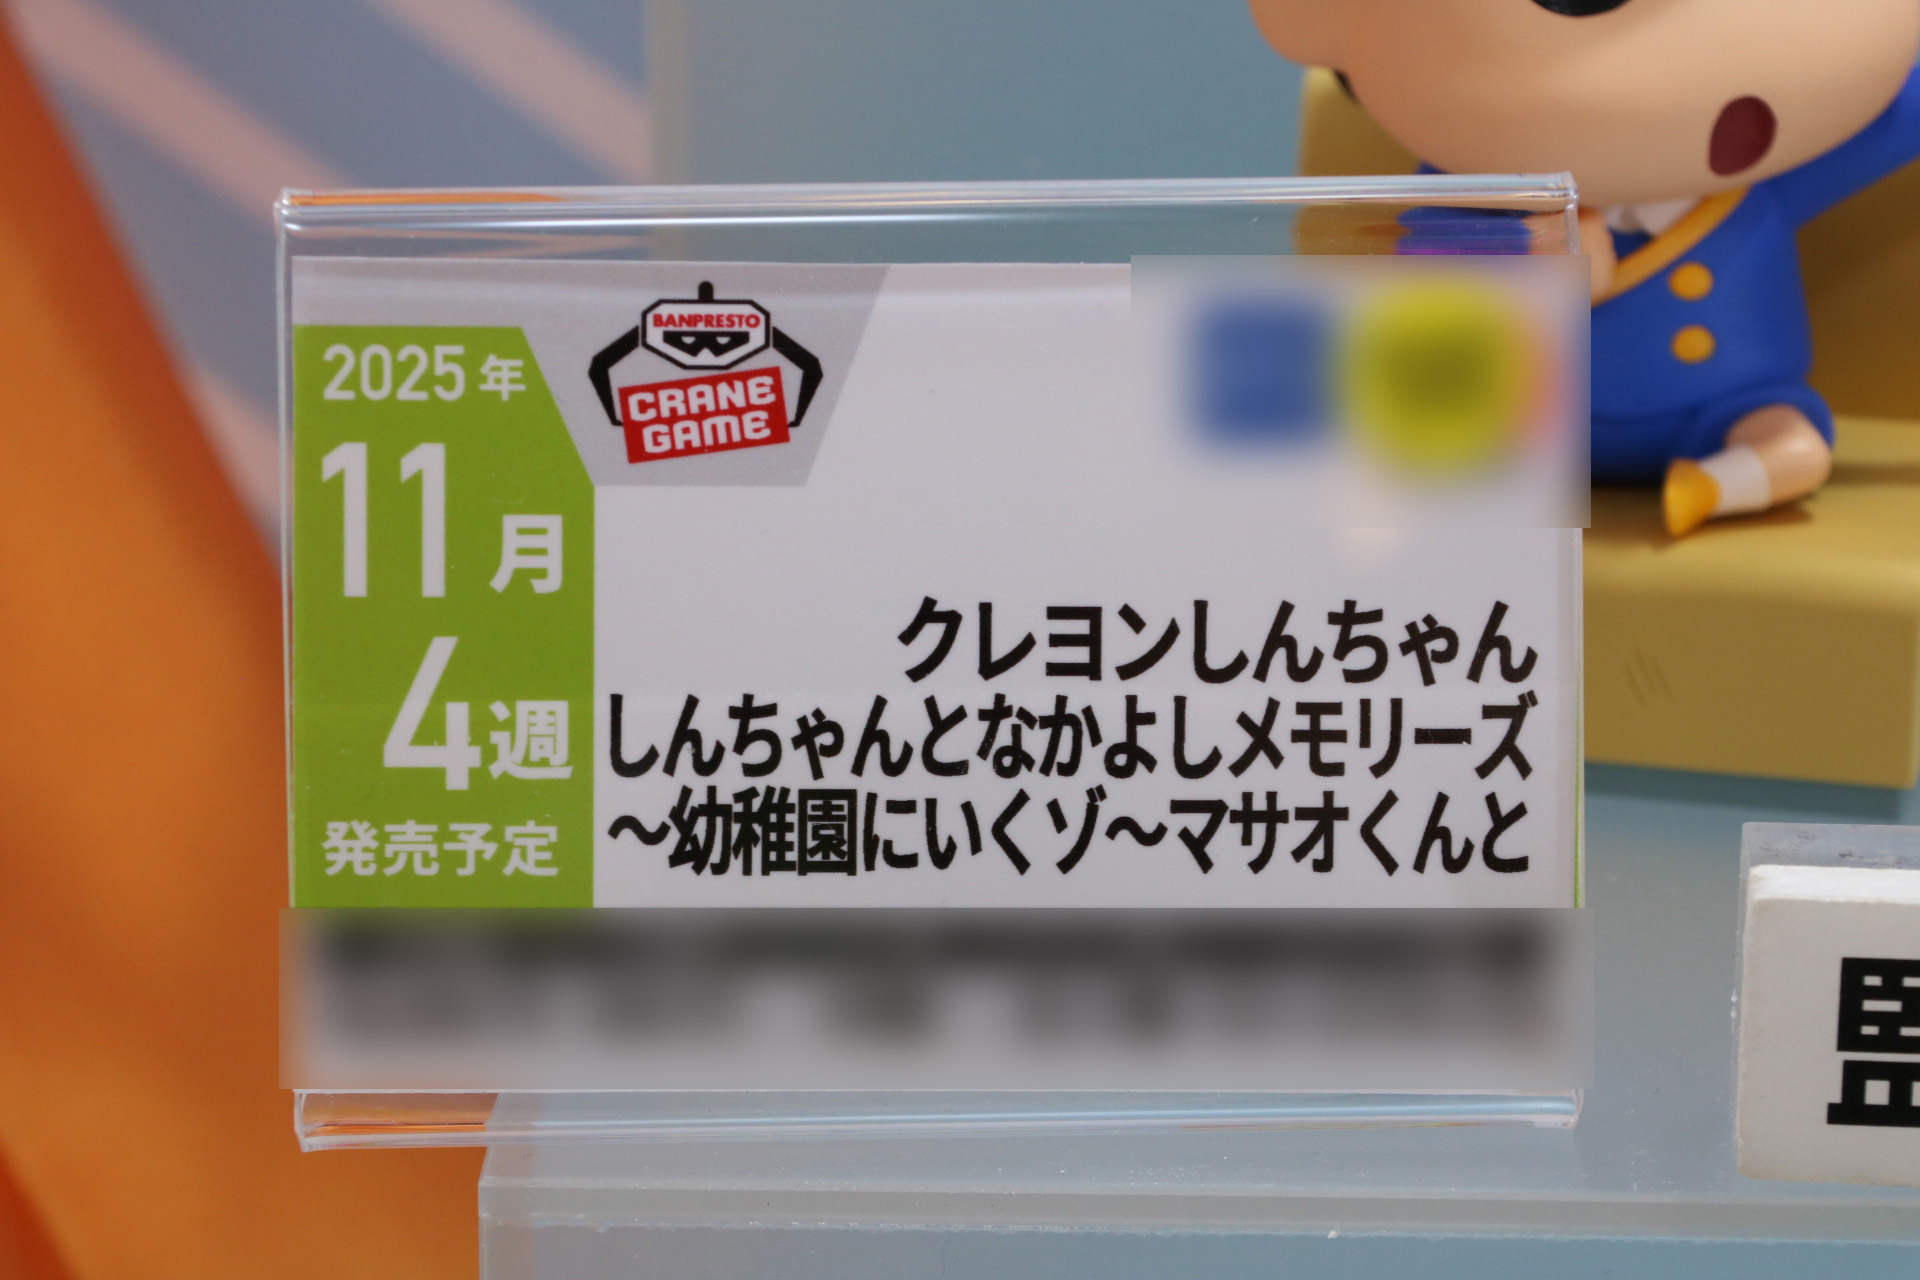 BANPRESTO
CRANE
GAME
2025年
11月
4週
発売予定
クレヨンしんちゃん
しんちゃんとなかよしメモリーズ
〜幼稚園にいくゾ〜マサオくんと